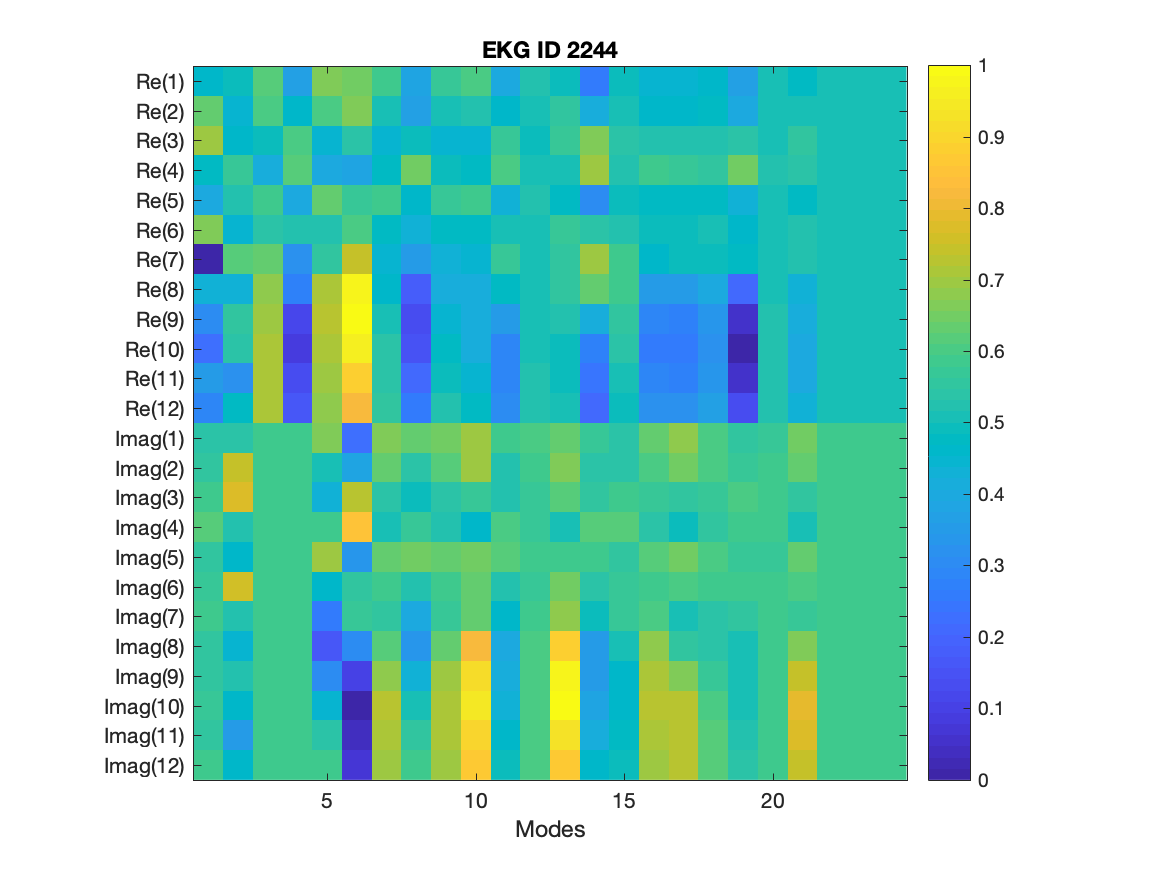 EKG ID 2244
Re(1)
Re(2)
Re(3)
Re(4)
Re(5)
Re(6)
Re(7)
Re(8)
Re(9)
Re(10)
Re(11)
Re(12)
Imag(1)
Imag(2)
Imag(3)
Imag(4)
Imag(5)
Imag(6)
Imag(7)
Imag(8)
Imag(9)
Imag(10)
Imag(11)
Imag(12)
5 10 15 20
Modes
1
0.9
0.8
0.7
0.6
0.5
0.4
0.3
0.2
0.1
0